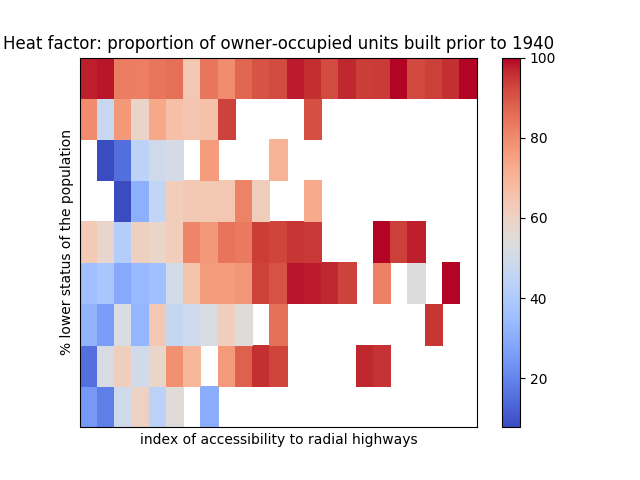 Heat factor: proportion of owner-occupied units built prior to 1940
% lower status of the population
index of accessibility to radial highways
100
80
60
40
20